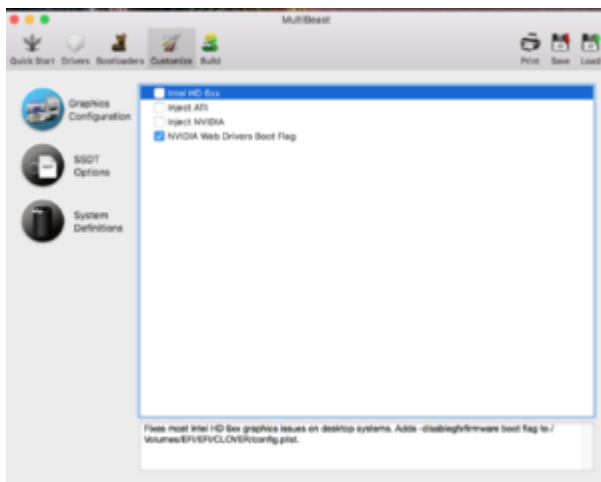 MultiBeast
Quick Start Drivers Bootloaders Customize Build Print Save Load
Graphics
Configuration
SSDT
Options
System
Definitions
Intel HD 6xx
Inject ATI
Inject NVIDIA
NVIDIA Web Drivers Boot Flag
Fixes most Intel HD 6xx graphics issues on desktop systems. Adds -disablegfxfirmware boot flag to /
Volumes/EFI/EFI/CLOVER/config.plist.